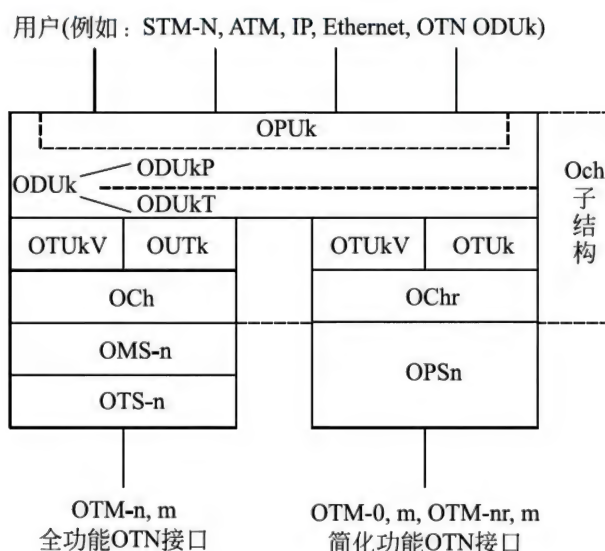 用户(例如：STM-N, ATM, IP, Ethernet, OTN ODUk)
OPUk
ODUkP
ODUk
ODUkT
Och
子
结
构
OTUkV
OUTk
OTUkV
OTUk
OCh
OChr
OMS-n
OPSn
OTS-n
OTM-n, m
OTM-0, m, OTM-nr, m
全功能OTN接口
简化功能OTN接口